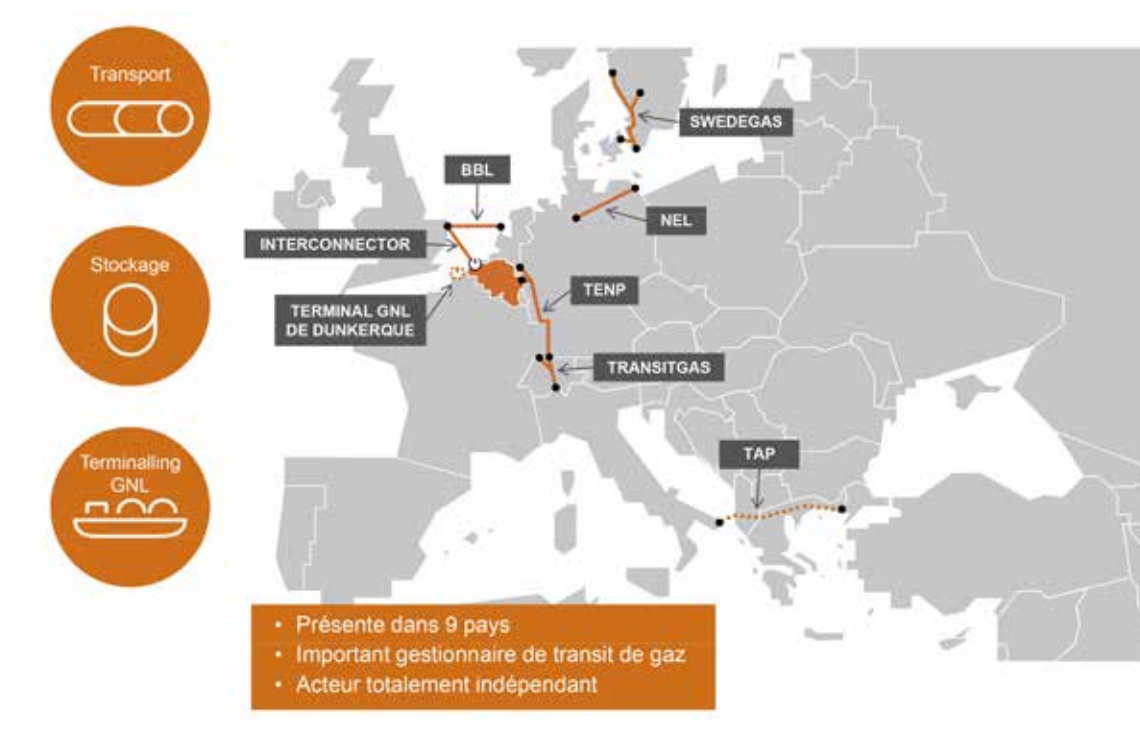 Transport
Stockage
Terminalling
GNL
SWEDEGAS
BBL
NEL
INTERCONNECTOR
TENP
TERMINAL GNL
DE DUNKERQUE
TRANSITGAS
TAP
• Présente dans 9 pays
• Important gestionnaire de transit de gaz
• Acteur totalement indépendant